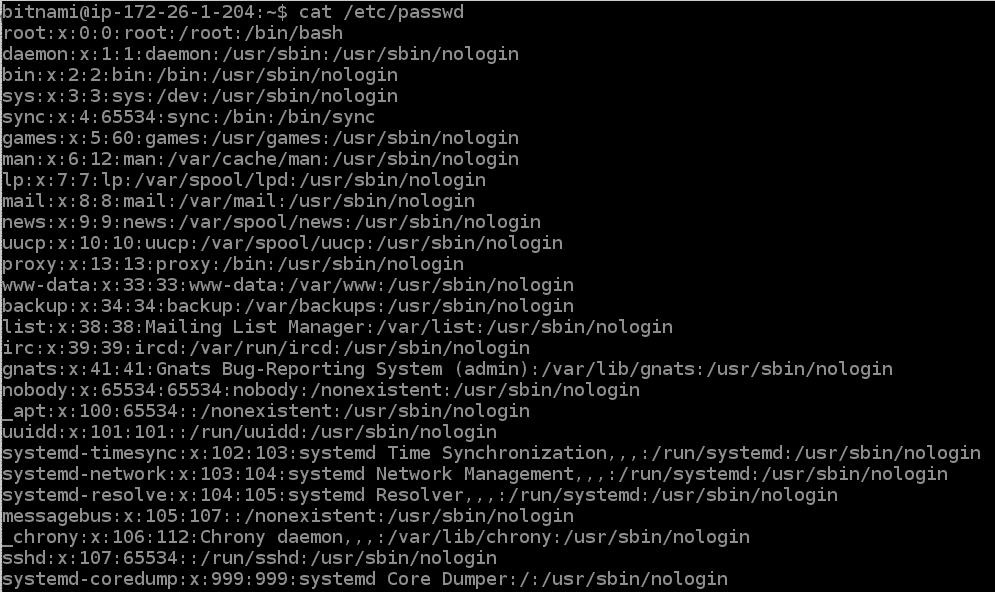 bitnami@ip-172-26-1-204:~$ cat /etc/passwd
root:x:0:0:root:/root:/bin/bash
daemon:x:1:1:daemon:/usr/sbin:/usr/sbin/nologin
bin:x:2:2:bin:/bin:/usr/sbin/nologin
sys:x:3:3:sys:/dev:/usr/sbin/nologin
sync:x:4:65534:sync:/bin:/bin/sync
games:x:5:60:games:/usr/games:/usr/sbin/nologin
man:x:6:12:man:/var/cache/man:/usr/sbin/nologin
lp:x:7:7:lp:/var/spool/lpd:/usr/sbin/nologin
mail:x:8:8:mail:/var/mail:/usr/sbin/nologin
news:x:9:9:news:/var/spool/news:/usr/sbin/nologin
uucp:x:10:10:uucp:/var/spool/uucp:/usr/sbin/nologin
proxy:x:13:13:proxy:/bin:/usr/sbin/nologin
www-data:x:33:33:www-data:/var/www:/usr/sbin/nologin
backup:x:34:34:backup:/var/backups:/usr/sbin/nologin
list:x:38:38:Mailing List Manager:/var/list:/usr/sbin/nologin
irc:x:39:39:ircd:/var/run/ircd:/usr/sbin/nologin
gnats:x:41:41:Gnats Bug-Reporting System (admin):/var/lib/gnats:/usr/sbin/nologin
nobody:x:65534:65534:nobody:/nonexistent:/usr/sbin/nologin
_apt:x:100:65534::/nonexistent:/usr/sbin/nologin
uuidd:x:101:101::/run/uuidd:/usr/sbin/nologin
systemd-timesync:x:102:103:systemd Time Synchronization,,,:/run/systemd:/usr/sbin/nologin
systemd-network:x:103:104:systemd Network Management,,,:/run/systemd:/usr/sbin/nologin
systemd-resolve:x:104:105:systemd Resolver,,,:/run/systemd:/usr/sbin/nologin
messagebus:x:105:107::/nonexistent:/usr/sbin/nologin
_chrony:x:106:112:Chrony daemon,,,:/var/lib/chrony:/usr/sbin/nologin
sshd:x:107:65534::/run/sshd:/usr/sbin/nologin
systemd-coredump:x:999:999:systemd Core Dumper:/:/usr/sbin/nologin